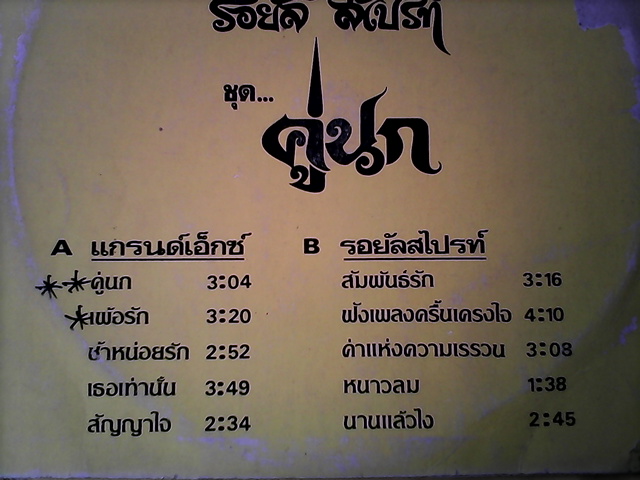 รอยัล สไปรท์
ชุด...
คู่นก
A แกรนด์เอ็กซ์
คู่นก 3:04
เพ้อรัก 3:20
ช้าหน่อยรัก 2:52
เธอเท่านั้น 3:49
สัญญาใจ 2:34
B รอยัลสไปรท์
สัมพันธ์รัก 3:16
ฟังเพลงครื้นเครงใจ 4:10
ค่าแห่งความเรรวน 3:08
หนาวลม 1:38
นานแล้วไง 2:45